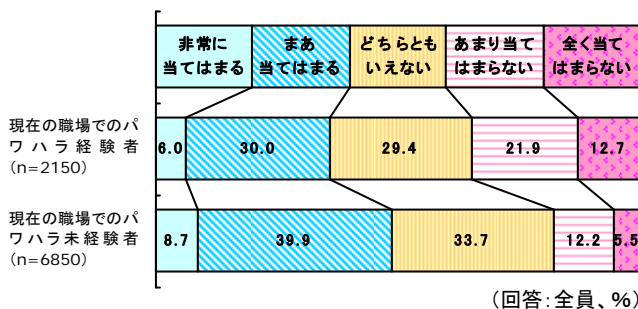 非常に
当てはまる
まあ
当てはまる
どちらとも
いえない
あまり当て
はまらない
全く当て
はまらない
現在の職場でのパ
ワハラ経験者
(n=2150)
6.0
30.0
29.4
21.9
12.7
現在の職場でのパ
ワハラ未経験者
(n=6850)
8.7
39.9
33.7
12.2
5.5
(回答:全員、%)